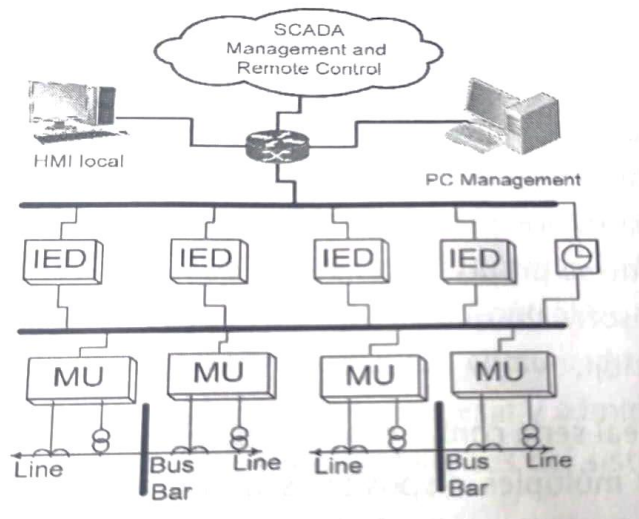 SCADA
Management and
Remote Control
HMI local
PC Management
IED
IED
IED
IED
MU
MU
MU
MU
Line
Bus
Bar
Line
Line
Bus
Bar
Line